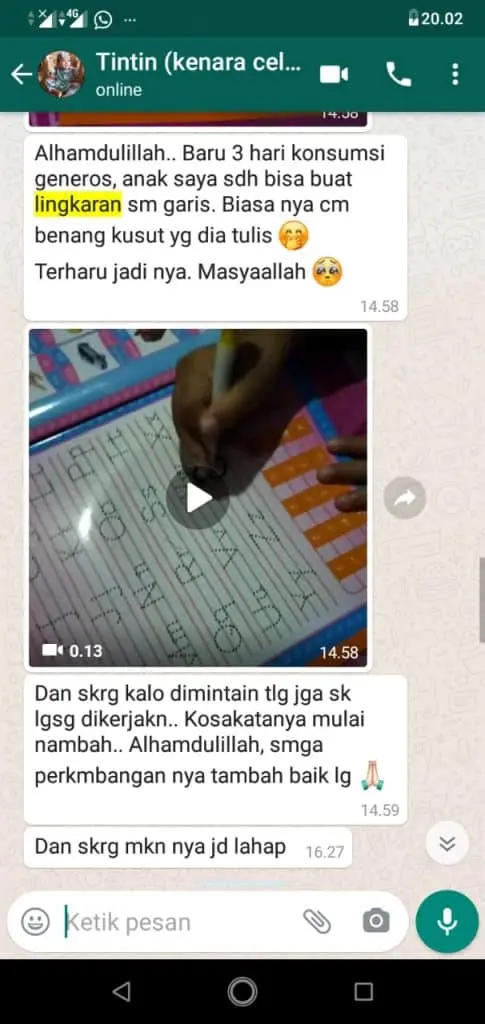 4G 20.02
Tintin (kenara cel...
online
14.58
Alhamdulillah.. Baru 3 hari konsumsi
generos, anak saya sdh bisa buat
lingkaran sm garis. Biasa nya cm
benang kusut yg dia tulis 🤭
Terharu jadi nya. Masyaallah 🥺
14.58
0.13 14.58
Dan skrg kalo dimintain tlg jga sk
lgsg dikerjakn.. Kosakatanya mulai
nambah.. Alhamdulillah, smga
perkmbangan nya tambah baik lg 🙏🏻
14.59
Dan skrg mkn nya jd lahap 16.27
Ketik pesan